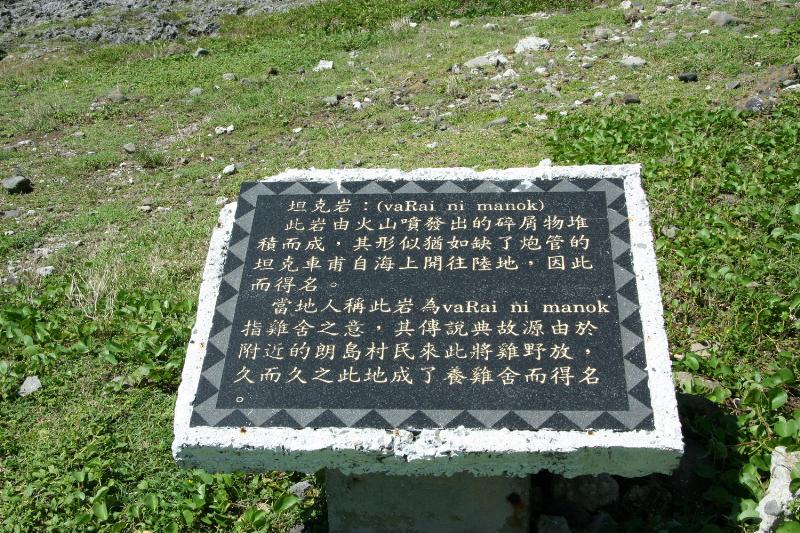 坦克岩：(vaRai ni manok)
此岩由火山噴發出的碎屑物堆
積而成，其形似猶如缺了炮管的
坦克車甫自海上開往陸地，因此
而得名。
當地人稱此岩為vaRai ni manok
指雞舍之意，其傳說典故源由於
附近的朗島村民來此將雞野放，
久而久之此地成了養雞舍而得名
。